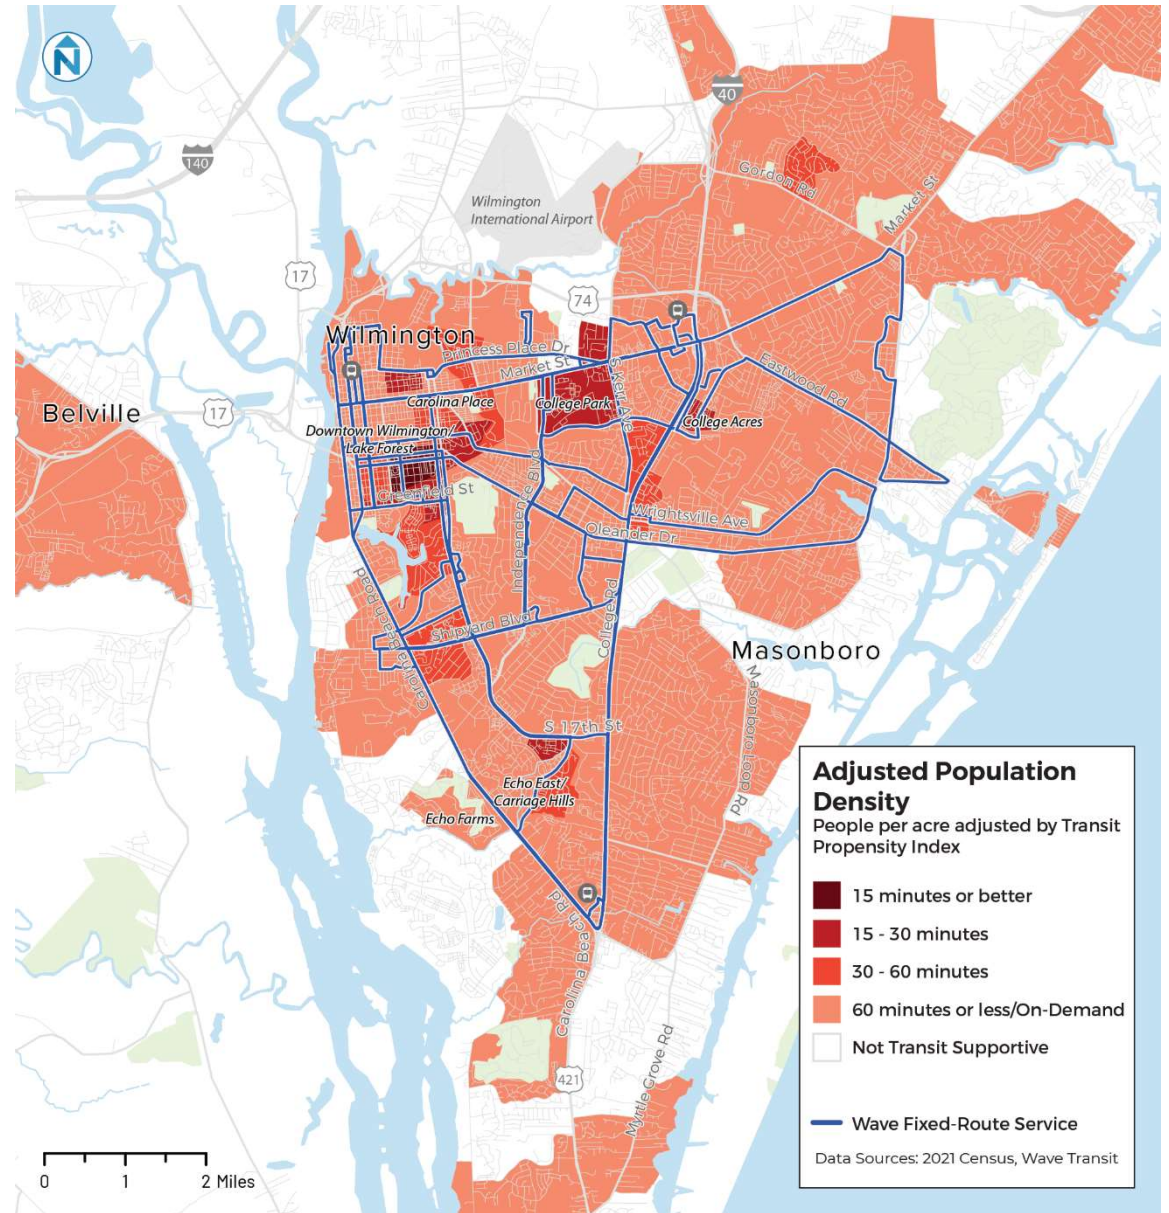 N
40
140
Gordon Rd
Market St
Wilmington
International Airport
17
74
Wilmington
Princess Place Dr
Market St
S Kerr Ave
Eastwood Rd
Belville
17
Carolina Place
College Park
College Acres
Downtown Wilmington/
Lake Forest
Greenfield St
Independence Blvd
Wrightsville Ave
Oleander Dr
Carolina Beach Road
Shipyard Blvd
College Rd
Masonboro
Masonboro Loop Rd
S 17th St
Echo East/
Carriage Hills
Echo Farms
Carolina Beach Rd
421
Myrtle Grove Rd
Adjusted Population
Density
People per acre adjusted by Transit
Propensity Index
15 minutes or better
15 - 30 minutes
30 - 60 minutes
60 minutes or less/On-Demand
Not Transit Supportive
Wave Fixed-Route Service
Data Sources: 2021 Census, Wave Transit
0 1 2 Miles